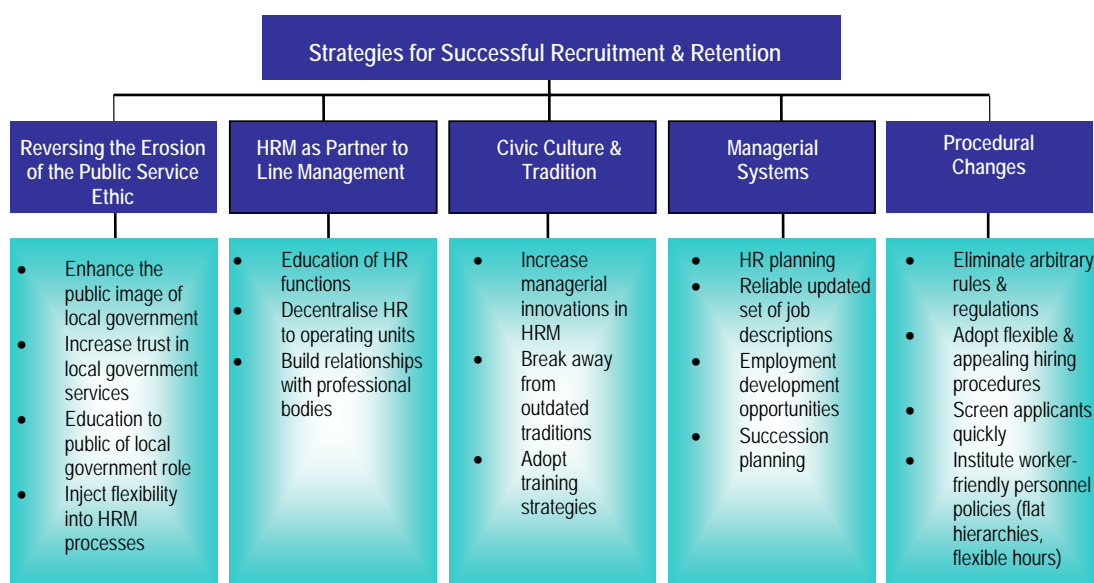 Strategies for Successful Recruitment & Retention
Reversing the Erosion
of the Public Service
Ethic
HRM as Partner to
Line Management
Civic Culture &
Tradition
Managerial
Systems
Procedural
Changes
• Enhance the
public image of
local government
• Increase trust in
local government
services
• Education to
public of local
government role
• Inject flexibility
into HRM
processes
• Education of HR
functions
• Decentralise HR
to operating units
• Build relationships
with professional
bodies
• Increase
managerial
innovations in
HRM
• Break away
from
outdated
traditions
• Adopt
training
strategies
• HR planning
• Reliable updated
set of job
descriptions
• Employment
development
opportunities
• Succession
planning
• Eliminate arbitrary
rules &
regulations
• Adopt flexible &
appealing hiring
procedures
• Screen applicants
quickly
• Institute worker-
friendly personnel
policies (flat
hierarchies,
flexible hours)